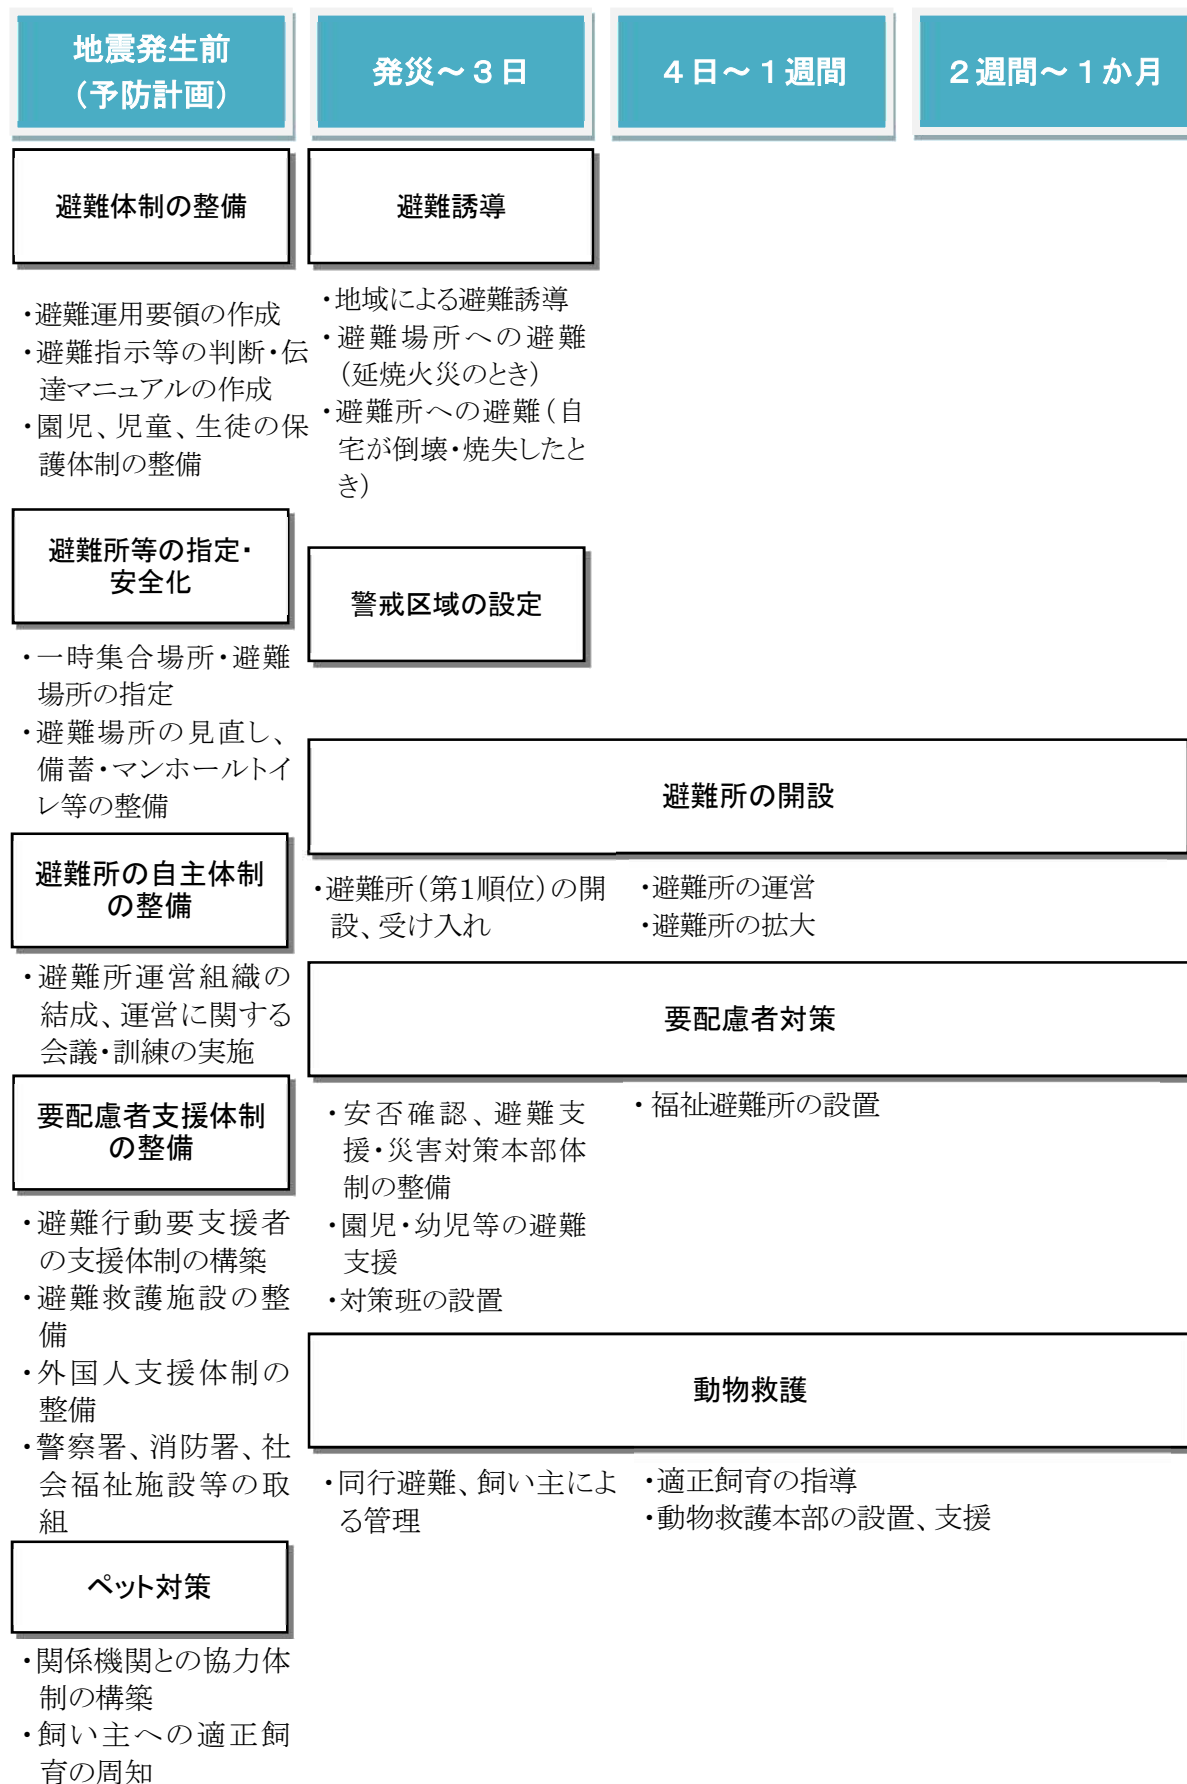 地震発生前
（予防計画）
発災～３日
４日～１週間
２週間～１か月
避難体制の整備
・避難運用要領の作成
・避難指示等の判断・伝
達マニュアルの作成
・園児、児童、生徒の保
護体制の整備
避難所等の指定・
安全化
・一時集合場所・避難
場所の指定
・避難場所の見直し、
備蓄・マンホールトイ
レ等の整備
避難所の自主体制
の整備
・避難所運営組織の
結成、運営に関する
会議・訓練の実施
要配慮者支援体制
の整備
・避難行動要支援者
の支援体制の構築
・避難救護施設の整
備
・外国人支援体制の
整備
・警察署、消防署、社
会福祉施設等の取
組
ペット対策
・関係機関との協力体
制の構築
・飼い主への適正飼
育の周知
避難誘導
・地域による避難誘導
・避難場所への避難
（延焼火災のとき）
・避難所への避難（自
宅が倒壊・焼失したと
き）
警戒区域の設定
避難所の開設
・避難所（第１順位）の開
設、受け入れ
・避難所の運営
・避難所の拡大
要配慮者対策
・安否確認、避難支
援・災害対策本部体
制の整備
・園児・幼児等の避難
支援
・対策班の設置
・福祉避難所の設置
動物救護
・同行避難、飼い主によ
る管理
・適正飼育の指導
・動物救護本部の設置、支援